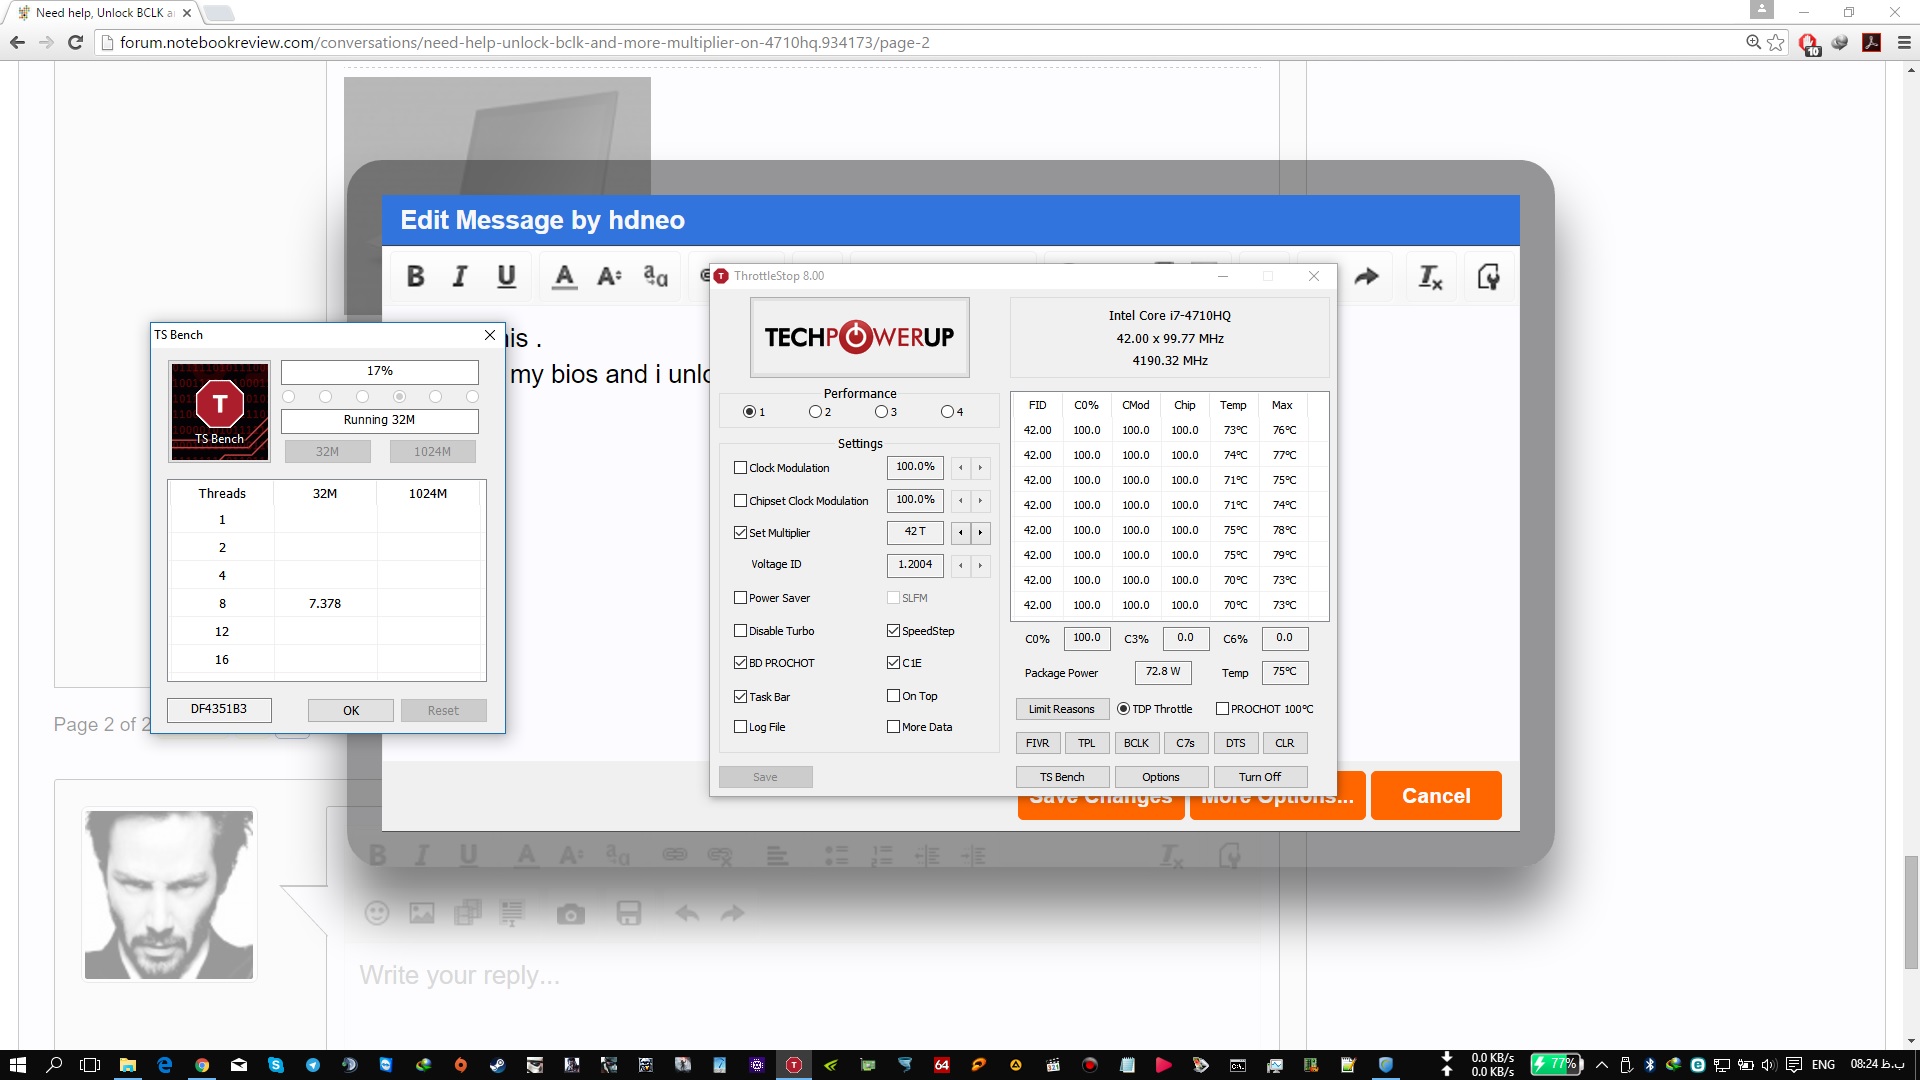 Need help, Unlock BCLK a
forum.notebookreview.com/conversations/need-help-unlock-bclk-and-more-multiplier-on-4710hq.934173/page-2
10
Edit Message by hdneo
B I U A A aα
his .
my bios and i unlo
Save Changes More Options... Cancel
ThrottleStop 8.00
TECHPOWERUP
Performance
1 2 3 4
Settings
Clock Modulation 100.0%
Chipset Clock Modulation 100.0%
Set Multiplier 42 T
Voltage ID 1.2004
Power Saver SLFM
Disable Turbo SpeedStep
BD PROCHOT C1E
Task Bar On Top
Log File More Data
Save
Intel Core i7-4710HQ
42.00 x 99.77 MHz
4190.32 MHz
FID C0% CMod Chip Temp Max
42.00 100.0 100.0 100.0 73°C 76°C
42.00 100.0 100.0 100.0 74°C 77°C
42.00 100.0 100.0 100.0 71°C 75°C
42.00 100.0 100.0 100.0 71°C 74°C
42.00 100.0 100.0 100.0 75°C 78°C
42.00 100.0 100.0 100.0 75°C 79°C
42.00 100.0 100.0 100.0 70°C 73°C
42.00 100.0 100.0 100.0 70°C 73°C
C0% 100.0 C3% 0.0 C6% 0.0
Package Power 72.8 W Temp 75°C
Limit Reasons TDP Throttle PROCHOT 100°C
FIVR TPL BCLK C7s DTS CLR
TS Bench Options Turn Off
TS Bench
T
TS Bench
17%
Running 32M
32M 1024M
Threads 32M 1024M
1
2
4
8 7.378
12
16
DF4351B3 OK Reset
Page 2 of 2
B I U A A aα
Write your reply...
64
0.0 KB/s
0.0 KB/s
77%
ENG
08:24 ب.ظ